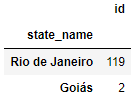 id
state_name
Rio de Janeiro 119
Goiás 2